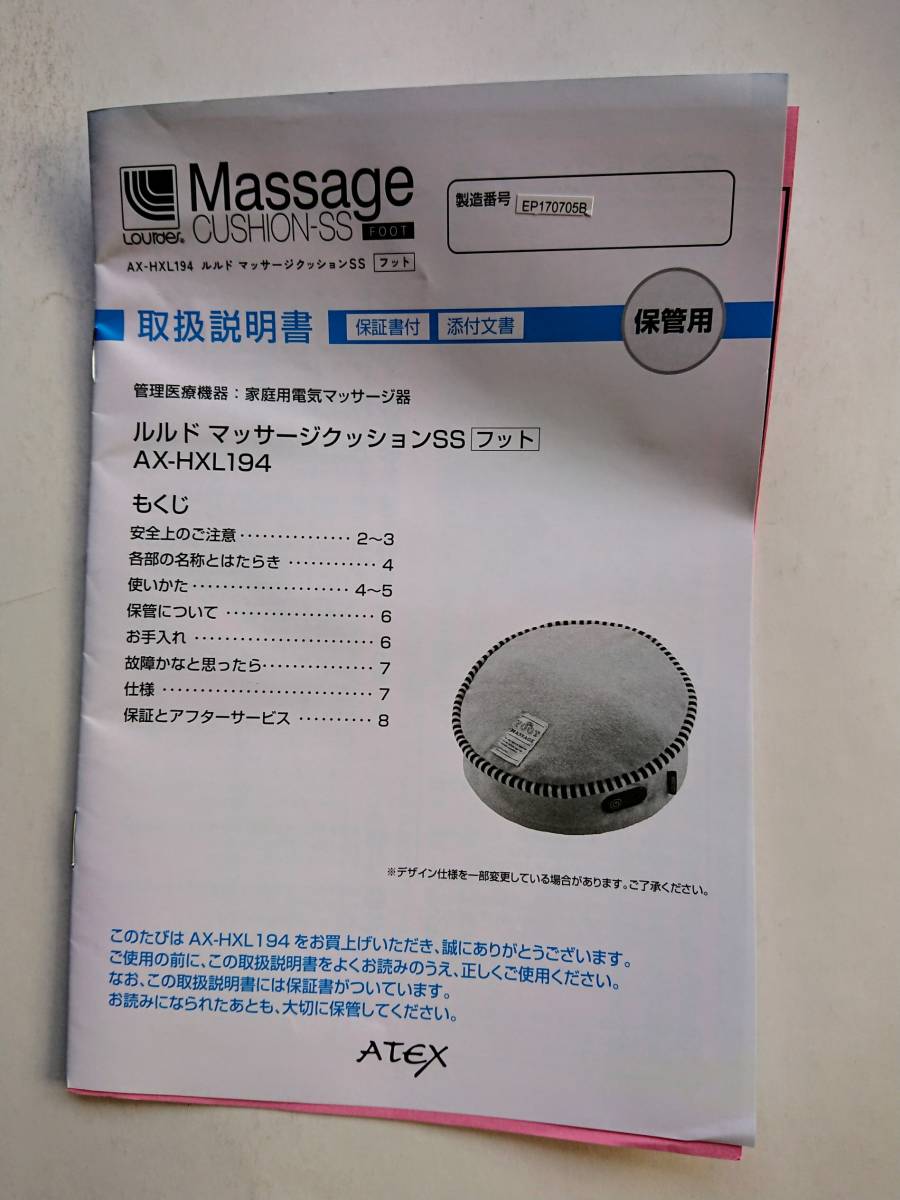 Lourdes®
Massage
CUSHION-SS FOOT
AX-HXL194 ルルド マッサージクッションSS フット
製造番号 EP170705B
取扱説明書 保証書付 添付文書 保管用
管理医療機器:家庭用電気マッサージ器
ルルド マッサージクッションSS フット
AX-HXL194
もくじ
安全上のご注意 ··············· 2〜3
各部の名称とはたらき ············ 4
使いかた ····················· 4〜5
保管について ···················· 6
お手入れ ························ 6
故障かなと思ったら··············· 7
仕様 ···························· 7
保証とアフターサービス ·········· 8
MASSAGE
※デザイン仕様を一部変更している場合があります。ご了承ください。
このたびは AX-HXL194 をお買上げいただき、誠にありがとうございます。
ご使用の前に、この取扱説明書をよくお読みのうえ、正しくご使用ください。
なお、この取扱説明書には保証書がついています。
お読みになられたあとも、大切に保管してください。
ATEX